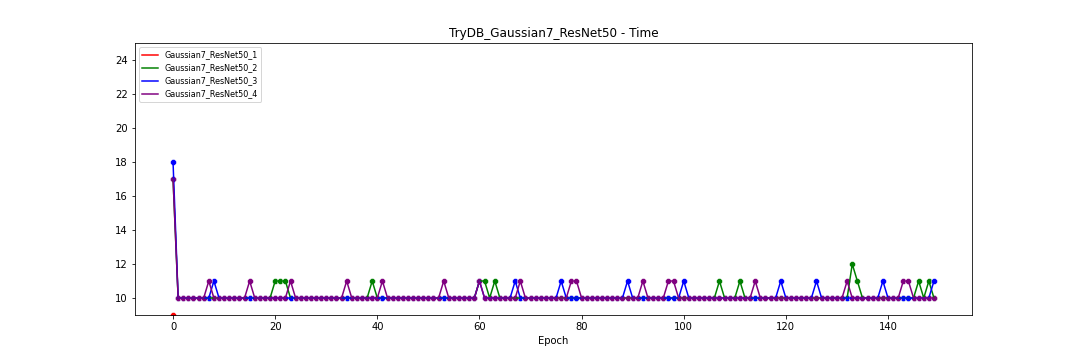 TryDB_Gaussian7_ResNet50 - Time
Gaussian7_ResNet50_1
Gaussian7_ResNet50_2
Gaussian7_ResNet50_3
Gaussian7_ResNet50_4
24
22
20
18
16
14
12
10
0 20 40 60 80 100 120 140
Epoch